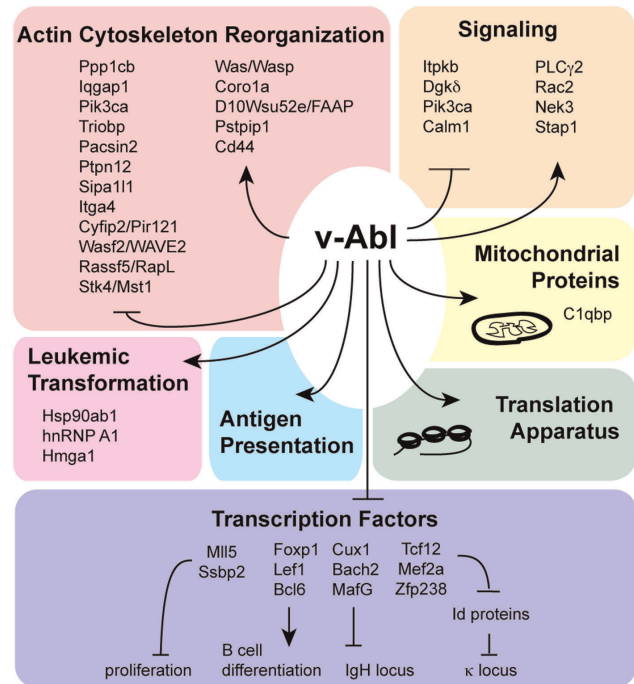 Actin Cytoskeleton Reorganization
Ppp1cb
Iqgap1
Pik3ca
Triobp
Pacsin2
Ptpn12
Sipa1l1
Itga4
Cyfip2/Pir121
Wasf2/WAVE2
Rassf5/RapL
Stk4/Mst1
Was/Wasp
Coro1a
D10Wsu52e/FAAP
Pstpip1
Cd44
Signaling
Itpkb
Dgkδ
Pik3ca
Calm1
PLCγ2
Rac2
Nek3
Stap1
v-Abl
Mitochondrial
Proteins
C1qbp
Leukemic
Transformation
Hsp90ab1
hnRNP A1
Hmga1
Antigen
Presentation
Translation
Apparatus
Transcription Factors
Mll5
Ssbp2
Foxp1
Lef1
Bcl6
Cux1
Bach2
MafG
Tcf12
Mef2a
Zfp238
Id proteins
proliferation
B cell
differentiation
IgH locus
κ locus